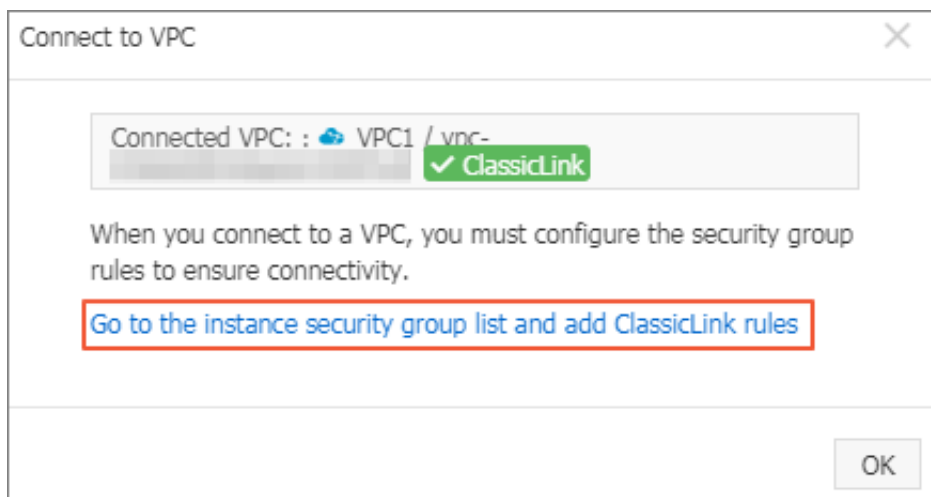 Connect to VPC
Connected VPC: : VPC1 / vpc-
ClassicLink
When you connect to a VPC, you must configure the security group
rules to ensure connectivity.
Go to the instance security group list and add ClassicLink rules
OK